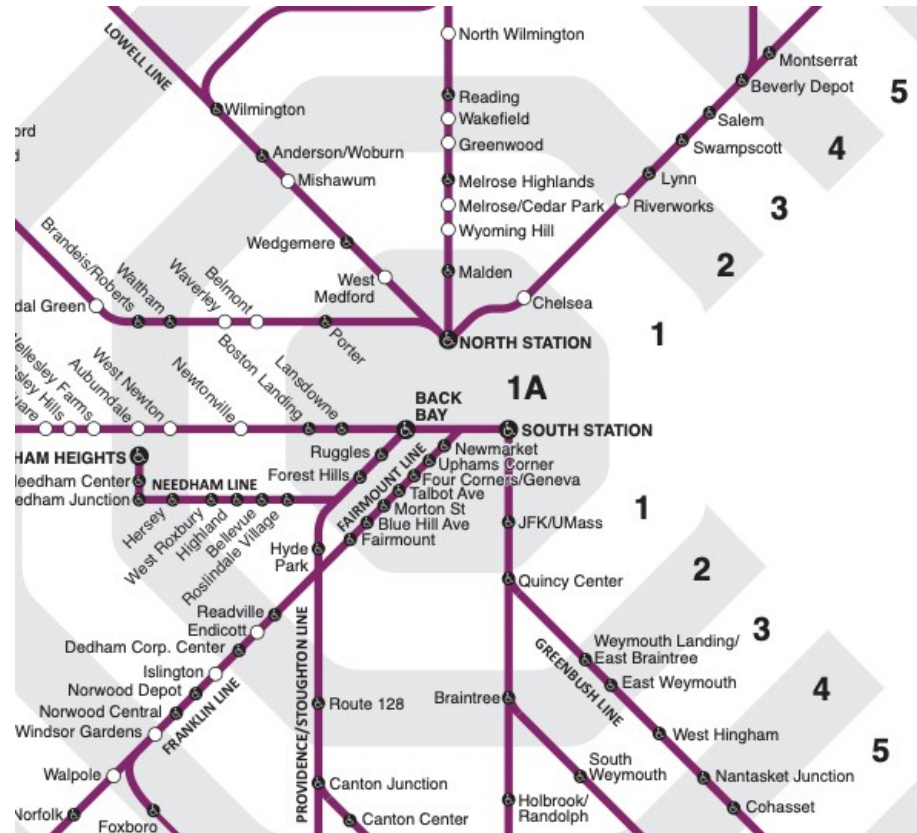 LOWELL LINE
North Wilmington
Montserrat
Beverly Depot
5
Wilmington
Reading
Wakefield
Greenwood
Salem
Swampscott
4
Anderson/Woburn
Mishawum
Melrose Highlands
Melrose/Cedar Park
Wyoming Hill
Lynn
Riverworks
3
Wedgemere
West
Medford
Malden
2
Chelsea
Brandeis/Roberts
Waltham
Waverley
Belmont
Porter
NORTH STATION
1
Wellesley Farms
Auburndale
West Newton
Newtonville
Boston Landing
Lansdowne
BACK
BAY
1A
SOUTH STATION
NEEDHAM LINE
Ruggles
Forest Hills
FAIRMOUNT LINE
Newmarket
Uphams Corner
Four Corners/Geneva
Talbot Ave
Morton St
Blue Hill Ave
Fairmount
Hersey
West Roxbury
Highland
Bellevue
Roslindale Village
Hyde
Park
JFK/UMass
1
Quincy Center
2
Readville
Endicott
Dedham Corp. Center
Islington
Norwood Depot
Norwood Central
Windsor Gardens
Walpole
Norfolk
Foxboro
FRANKLIN LINE
PROVIDENCE/STOUGHTON LINE
Route 128
Canton Junction
Canton Center
Weymouth Landing/
East Braintree
3
East Weymouth
GREENBUSH LINE
Braintree
4
West Hingham
South
Weymouth
Nantasket Junction
5
Holbrook/
Randolph
Cohasset